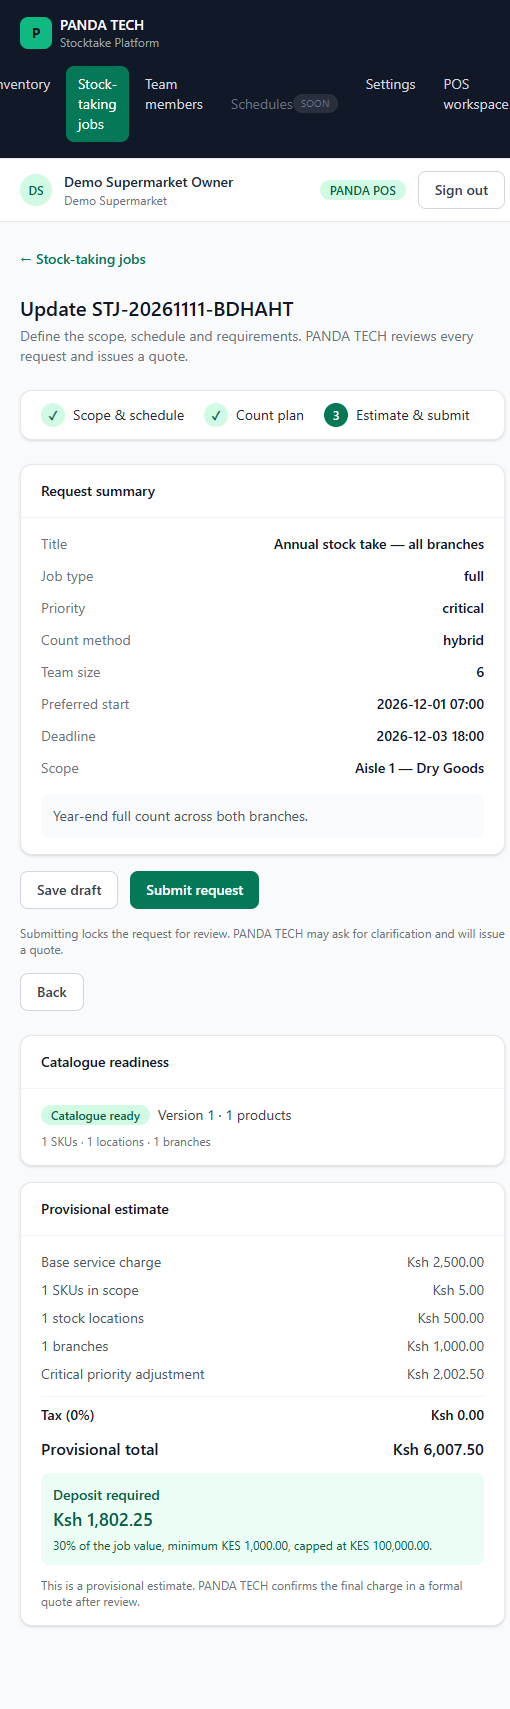 P
PANDA TECH
Stocktake Platform
nventory
Stock-
taking
jobs
Team
members
Schedules SOON
Settings
POS
workspace
DS
Demo Supermarket Owner
Demo Supermarket
PANDA POS
Sign out
← Stock-taking jobs
Update STJ-20261111-BDHAHT
Define the scope, schedule and requirements. PANDA TECH reviews every
request and issues a quote.
✓ Scope & schedule ✓ Count plan 3 Estimate & submit
Request summary
Title Annual stock take — all branches
Job type full
Priority critical
Count method hybrid
Team size 6
Preferred start 2026-12-01 07:00
Deadline 2026-12-03 18:00
Scope Aisle 1 — Dry Goods
Year-end full count across both branches.
Save draft Submit request
Submitting locks the request for review. PANDA TECH may ask for clarification and will issue
a quote.
Back
Catalogue readiness
Catalogue ready Version 1 · 1 products
1 SKUs · 1 locations · 1 branches
Provisional estimate
Base service charge Ksh 2,500.00
1 SKUs in scope Ksh 5.00
1 stock locations Ksh 500.00
1 branches Ksh 1,000.00
Critical priority adjustment Ksh 2,002.50
Tax (0%) Ksh 0.00
Provisional total Ksh 6,007.50
Deposit required
Ksh 1,802.25
30% of the job value, minimum KES 1,000.00, capped at KES 100,000.00.
This is a provisional estimate. PANDA TECH confirms the final charge in a formal
quote after review.